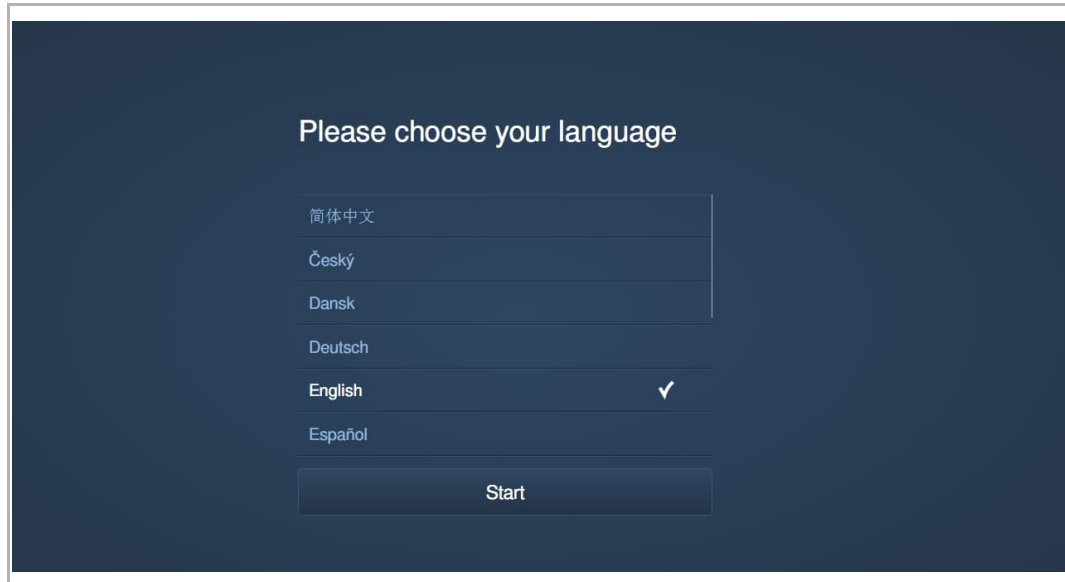 Please choose your language
简体中文
Český
Dansk
Deutsch
English
Español
Start